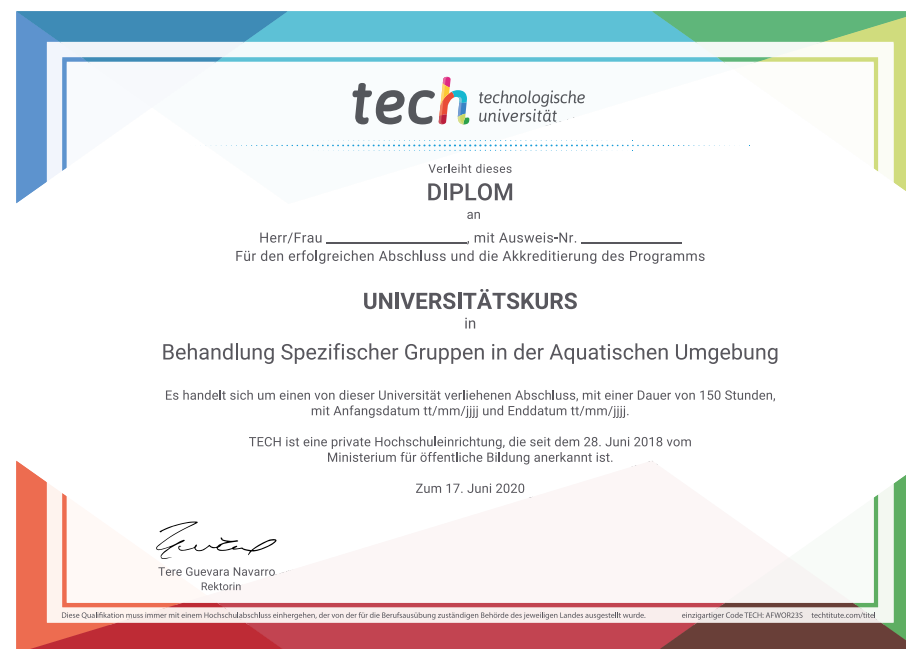 tech technologische
universität
Verleiht dieses
DIPLOM
an
Herr/Frau ____________________, mit Ausweis-Nr. ______________
Für den erfolgreichen Abschluss und die Akkreditierung des Programms
UNIVERSITÄTSKURS
in
Behandlung Spezifischer Gruppen in der Aquatischen Umgebung
Es handelt sich um einen von dieser Universität verliehenen Abschluss, mit einer Dauer von 150 Stunden,
mit Anfangsdatum tt/mm/jjjj und Enddatum tt/mm/jjjj.
TECH ist eine private Hochschuleinrichtung, die seit dem 28. Juni 2018 vom
Ministerium für öffentliche Bildung anerkannt ist.
Zum 17. Juni 2020
Tere Guevara Navarro
Rektorin
Diese Qualifikation muss immer mit einem Hochschulabschluss einhergehen, der von der für die Berufsausübung zuständigen Behörde des jeweiligen Landes ausgestellt wurde. einzigartiger Code TECH: AFWOR23S techtitute.com/titel